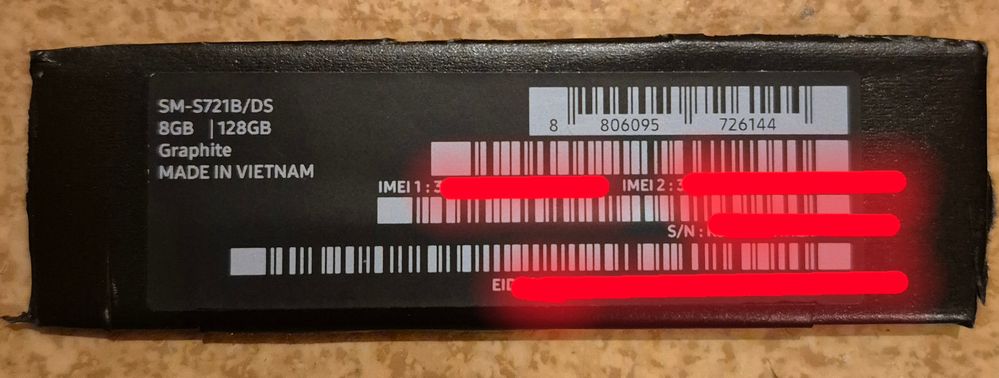 SM-S721B/DS
8GB | 128GB
Graphite
MADE IN VIETNAM
8 806095 726144
IMEI 1 : 3
IMEI 2 : 3
S/N : R
EID